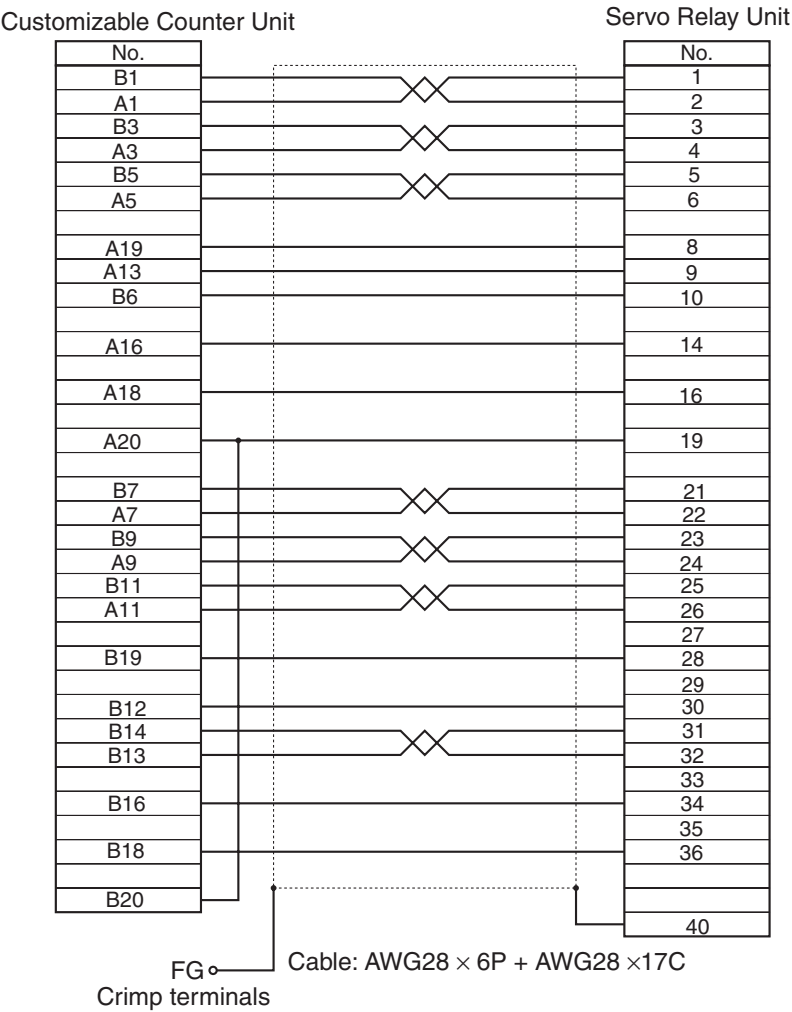 Customizable Counter Unit
Servo Relay Unit
No. No.
B1 1
A1 2
B3 3
A3 4
B5 5
A5 6
A19 8
A13 9
B6 10
A16 14
A18 16
A20 19
B7 21
A7 22
B9 23
A9 24
B11 25
A11 26
27
B19 28
29
B12 30
B14 31
B13 32
33
B16 34
35
B18 36
B20
40
FG
Crimp terminals
Cable: AWG28 × 6P + AWG28 ×17C